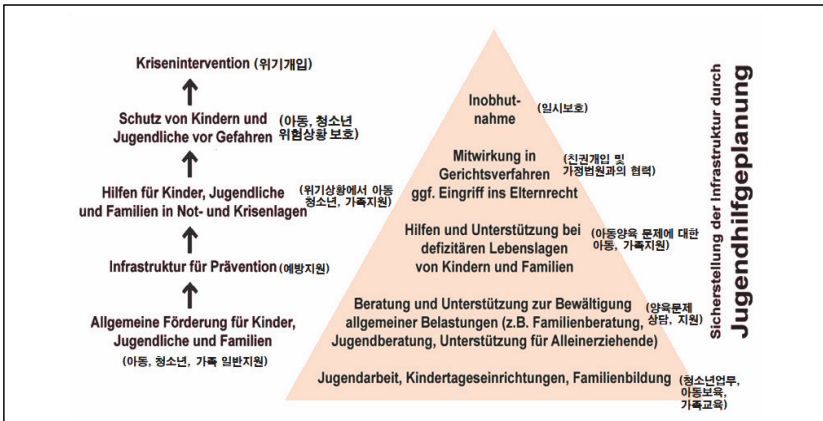 Krisenintervention (위기개입)
Schutz von Kindern und
Jugendliche vor Gefahren
(아동, 청소년
위험상황 보호)
Hilfen für Kinder, Jugendliche
und Familien in Not- und Krisenlagen
(위기상황에서 아동
청소년, 가족지원)
Infrastruktur für Prävention (예방지원)
Allgemeine Förderung für Kinder,
Jugendliche und Familien
(아동, 청소년, 가족 일반지원)
Inobhut-
nahme
(일시보호)
Mitwirkung in
Gerichtsverfahren
ggf. Eingriff ins Elternrecht
(친권개입 및
가정법원과의 협력)
Hilfen und Unterstützung bei
defizitären Lebenslagen
von Kindern und Familien
(아동양육 문제에 대한
아동, 가족지원)
Beratung und Unterstützung zur Bewältigung
allgemeiner Belastungen (z.B. Familienberatung,
Jugendberatung, Unterstützung für Alleinerziehende)
(양육문제
상담, 지원)
Jugendarbeit, Kindertageseinrichtungen, Familienbildung
(청소년업무,
아동보육,
가족교육)
Sicherstellung der Infrastruktur durch
Jugendhilfgeplanung